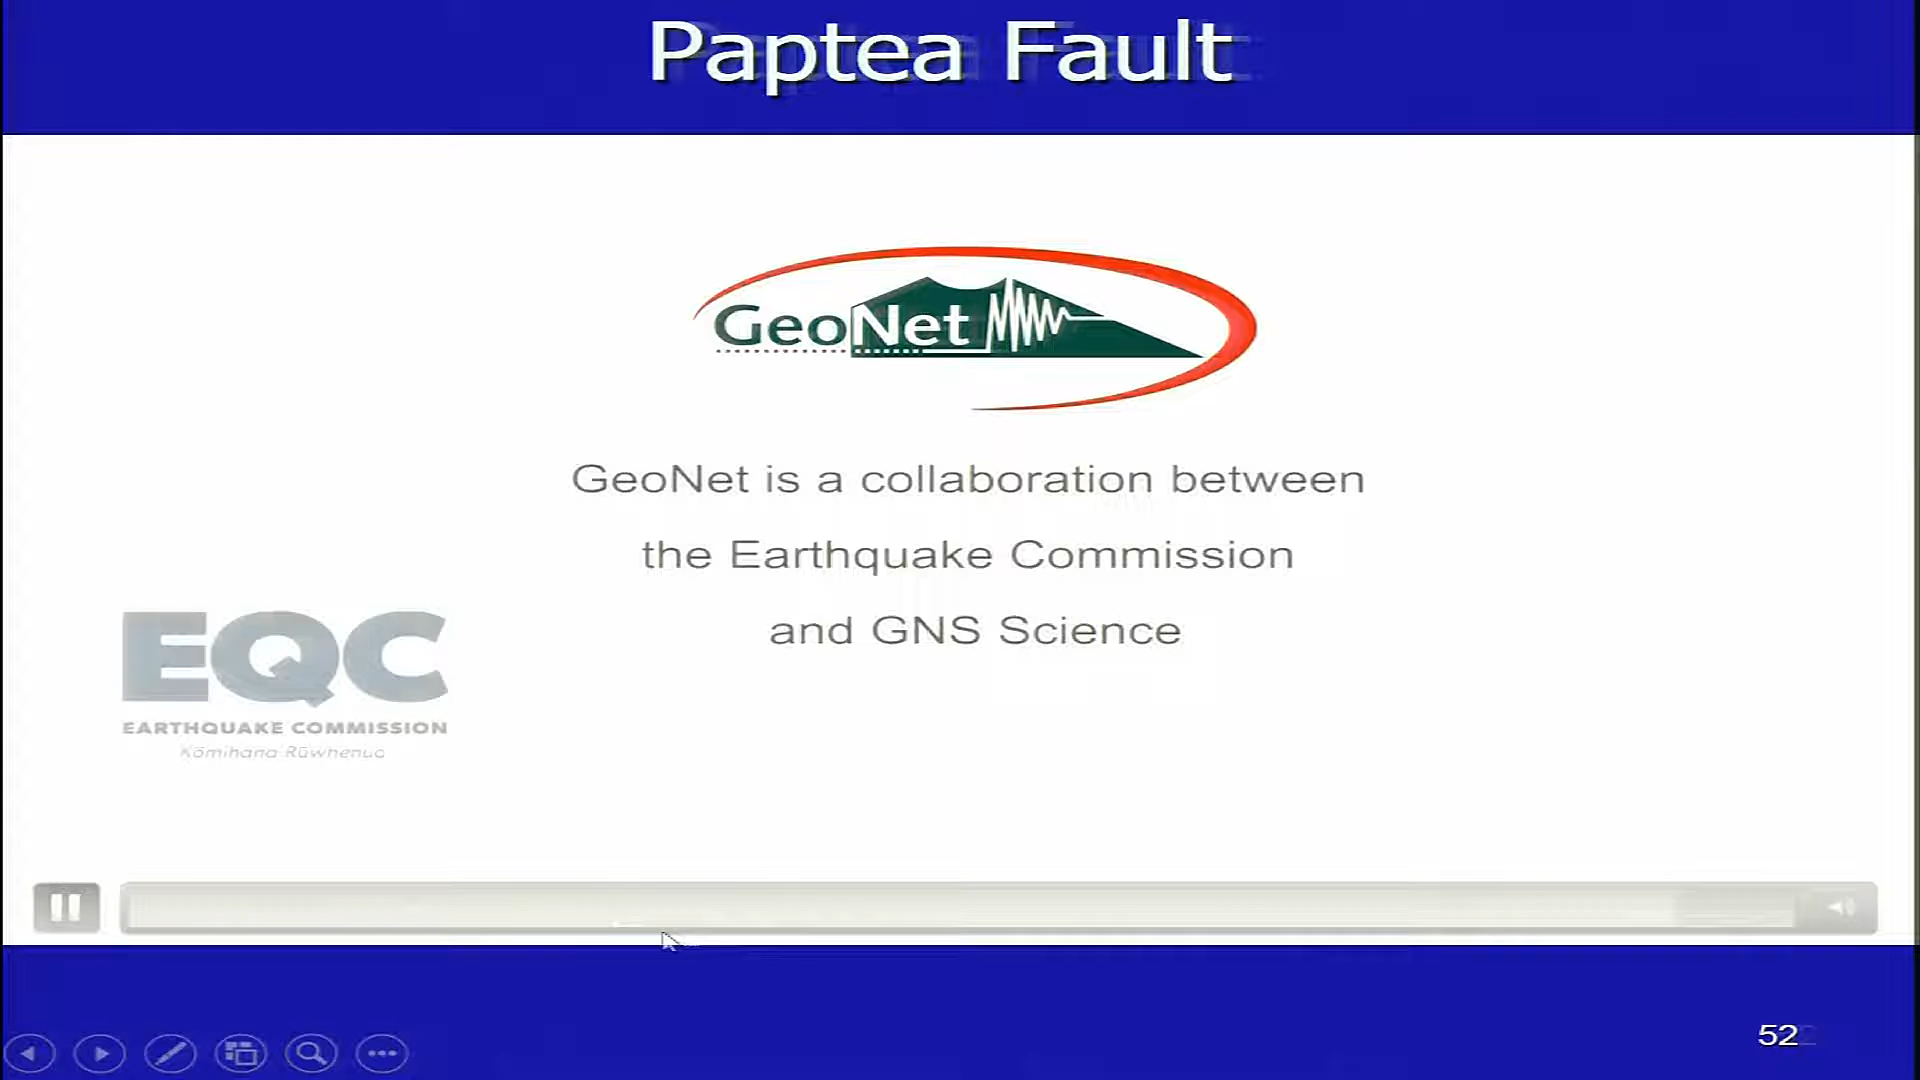 Paptea Fault
GeoNet
GeoNet is a collaboration between
the Earthquake Commission
and GNS Science
EQC
EARTHQUAKE COMMISSION
Kōmihana Rūwhenua
52